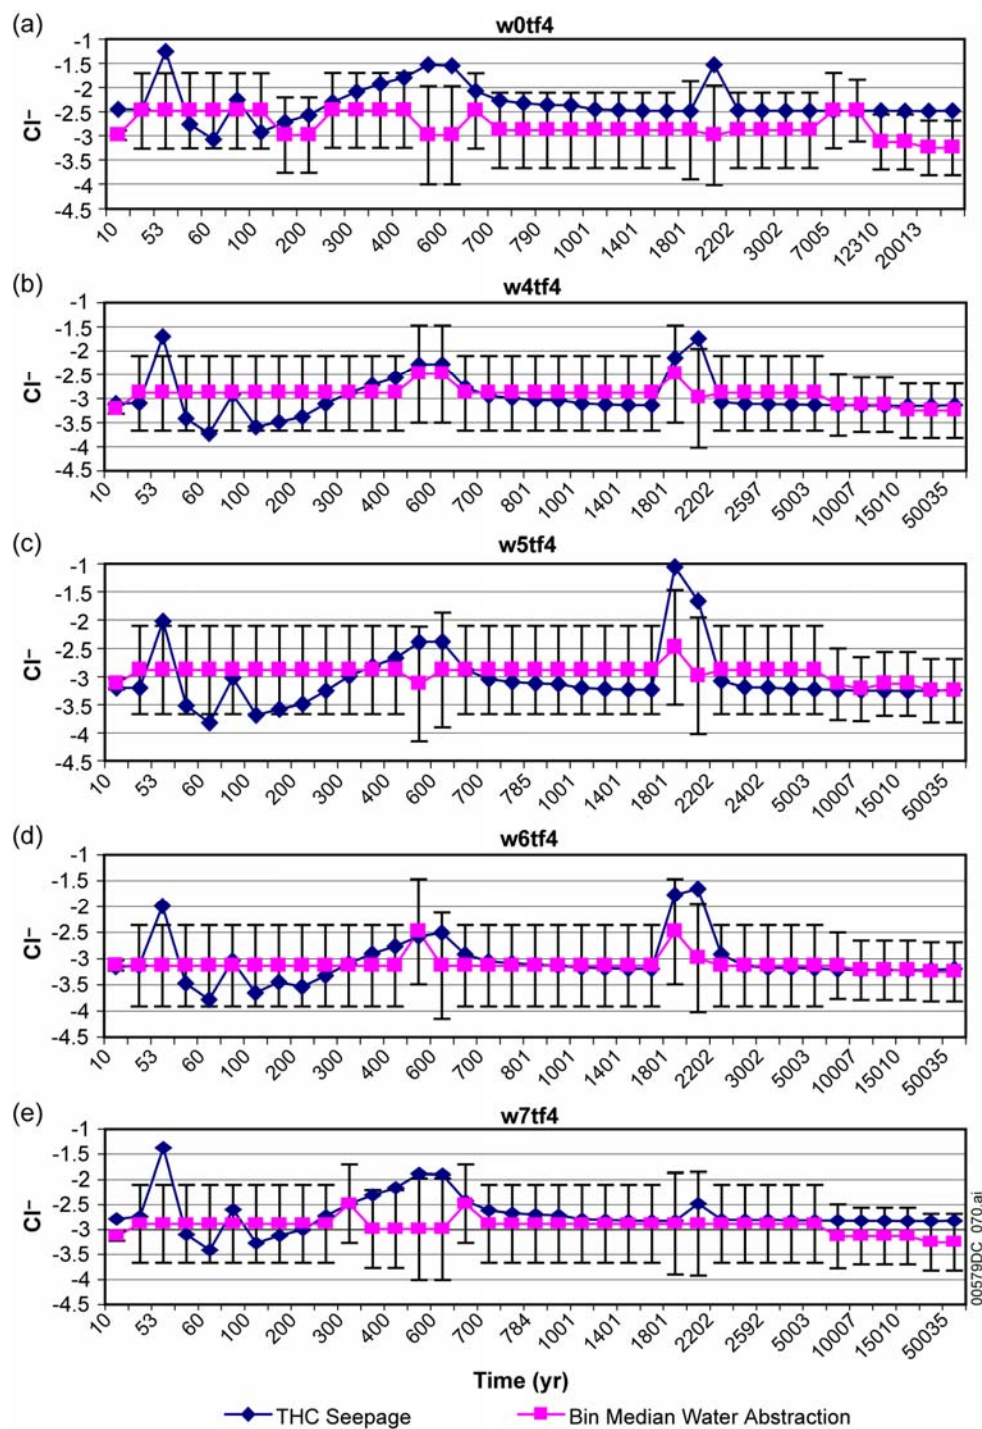 (a)
w0tf4
Cl⁻
-1
-1.5
-2
-2.5
-3
-3.5
-4
-4.5
10 53 60 100 200 300 400 600 700 790 1001 1401 1801 2202 3002 7005 12310 20013
(b)
w4tf4
Cl⁻
-1
-1.5
-2
-2.5
-3
-3.5
-4
-4.5
10 53 60 100 200 300 400 600 700 801 1001 1401 1801 2202 2597 5003 10007 15010 50035
(c)
w5tf4
Cl⁻
-1
-1.5
-2
-2.5
-3
-3.5
-4
-4.5
10 53 60 100 200 300 400 600 700 785 1001 1401 1801 2202 2402 5003 10007 15010 50035
(d)
w6tf4
Cl⁻
-1
-1.5
-2
-2.5
-3
-3.5
-4
-4.5
10 53 60 100 200 300 400 600 700 801 1001 1401 1801 2202 3002 5003 10007 15010 50035
(e)
w7tf4
Cl⁻
-1
-1.5
-2
-2.5
-3
-3.5
-4
-4.5
10 53 60 100 200 300 400 600 700 784 1001 1401 1801 2202 2592 5003 10007 15010 50035
00579DC_070.ai
Time (yr)
THC Seepage Bin Median Water Abstraction